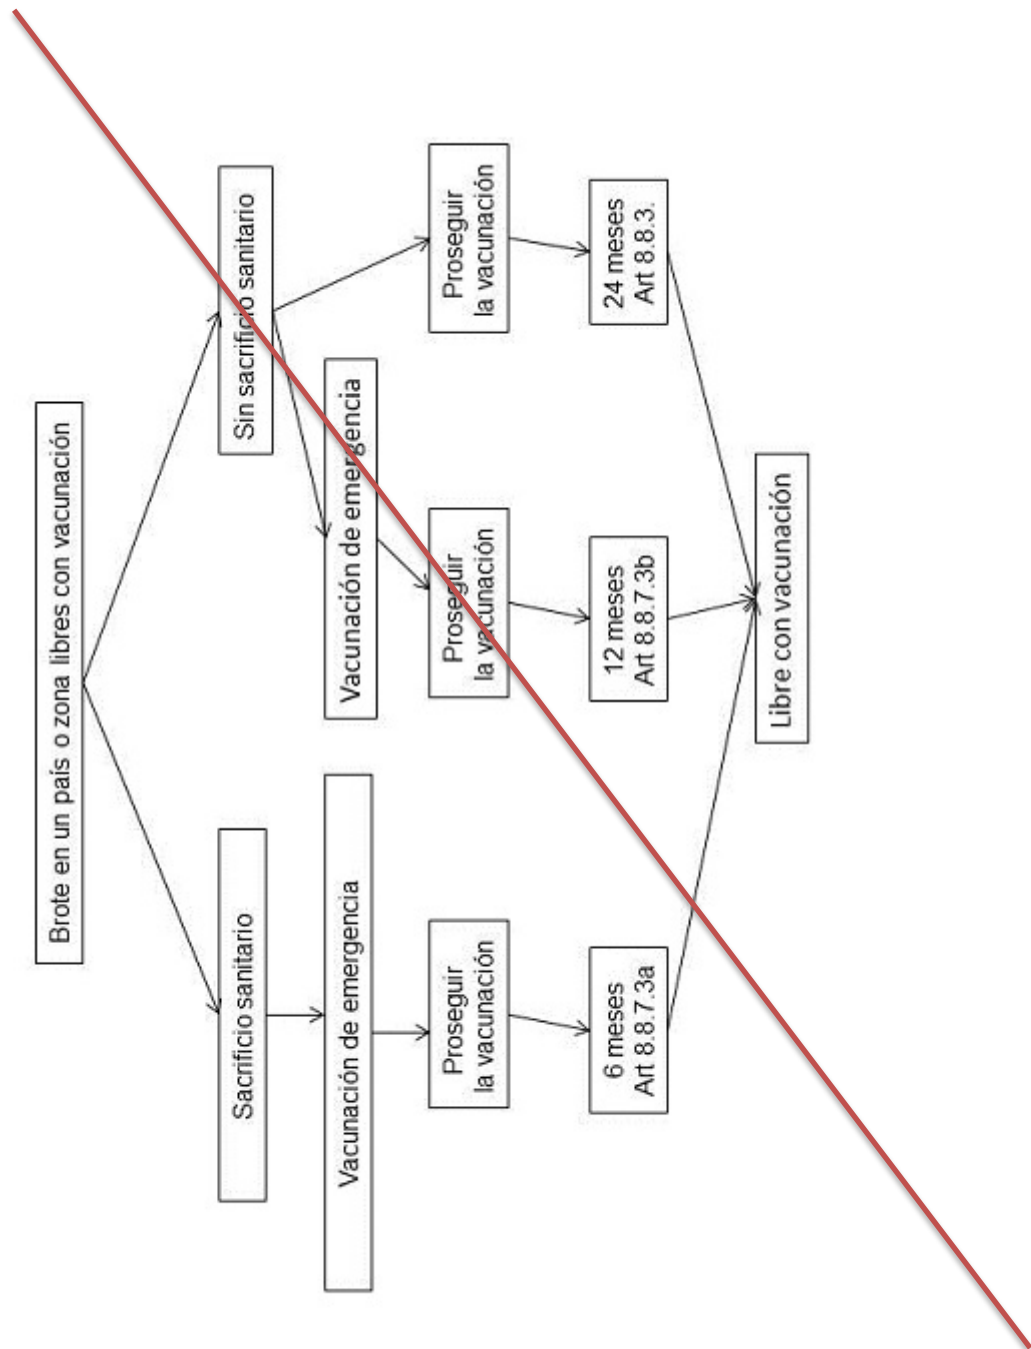 Brote en un país o zona libres con vacunación
Sacrificio sanitario
Sin sacrificio sanitario
Vacunación de emergencia
Vacunación de emergencia
Proseguir
la vacunación
Proseguir
la vacunación
Proseguir
la vacunación
6 meses
Art 8.8.7.3a
12 meses
Art 8.8.7.3b
24 meses
Art 8.8.3.
Libre con vacunación